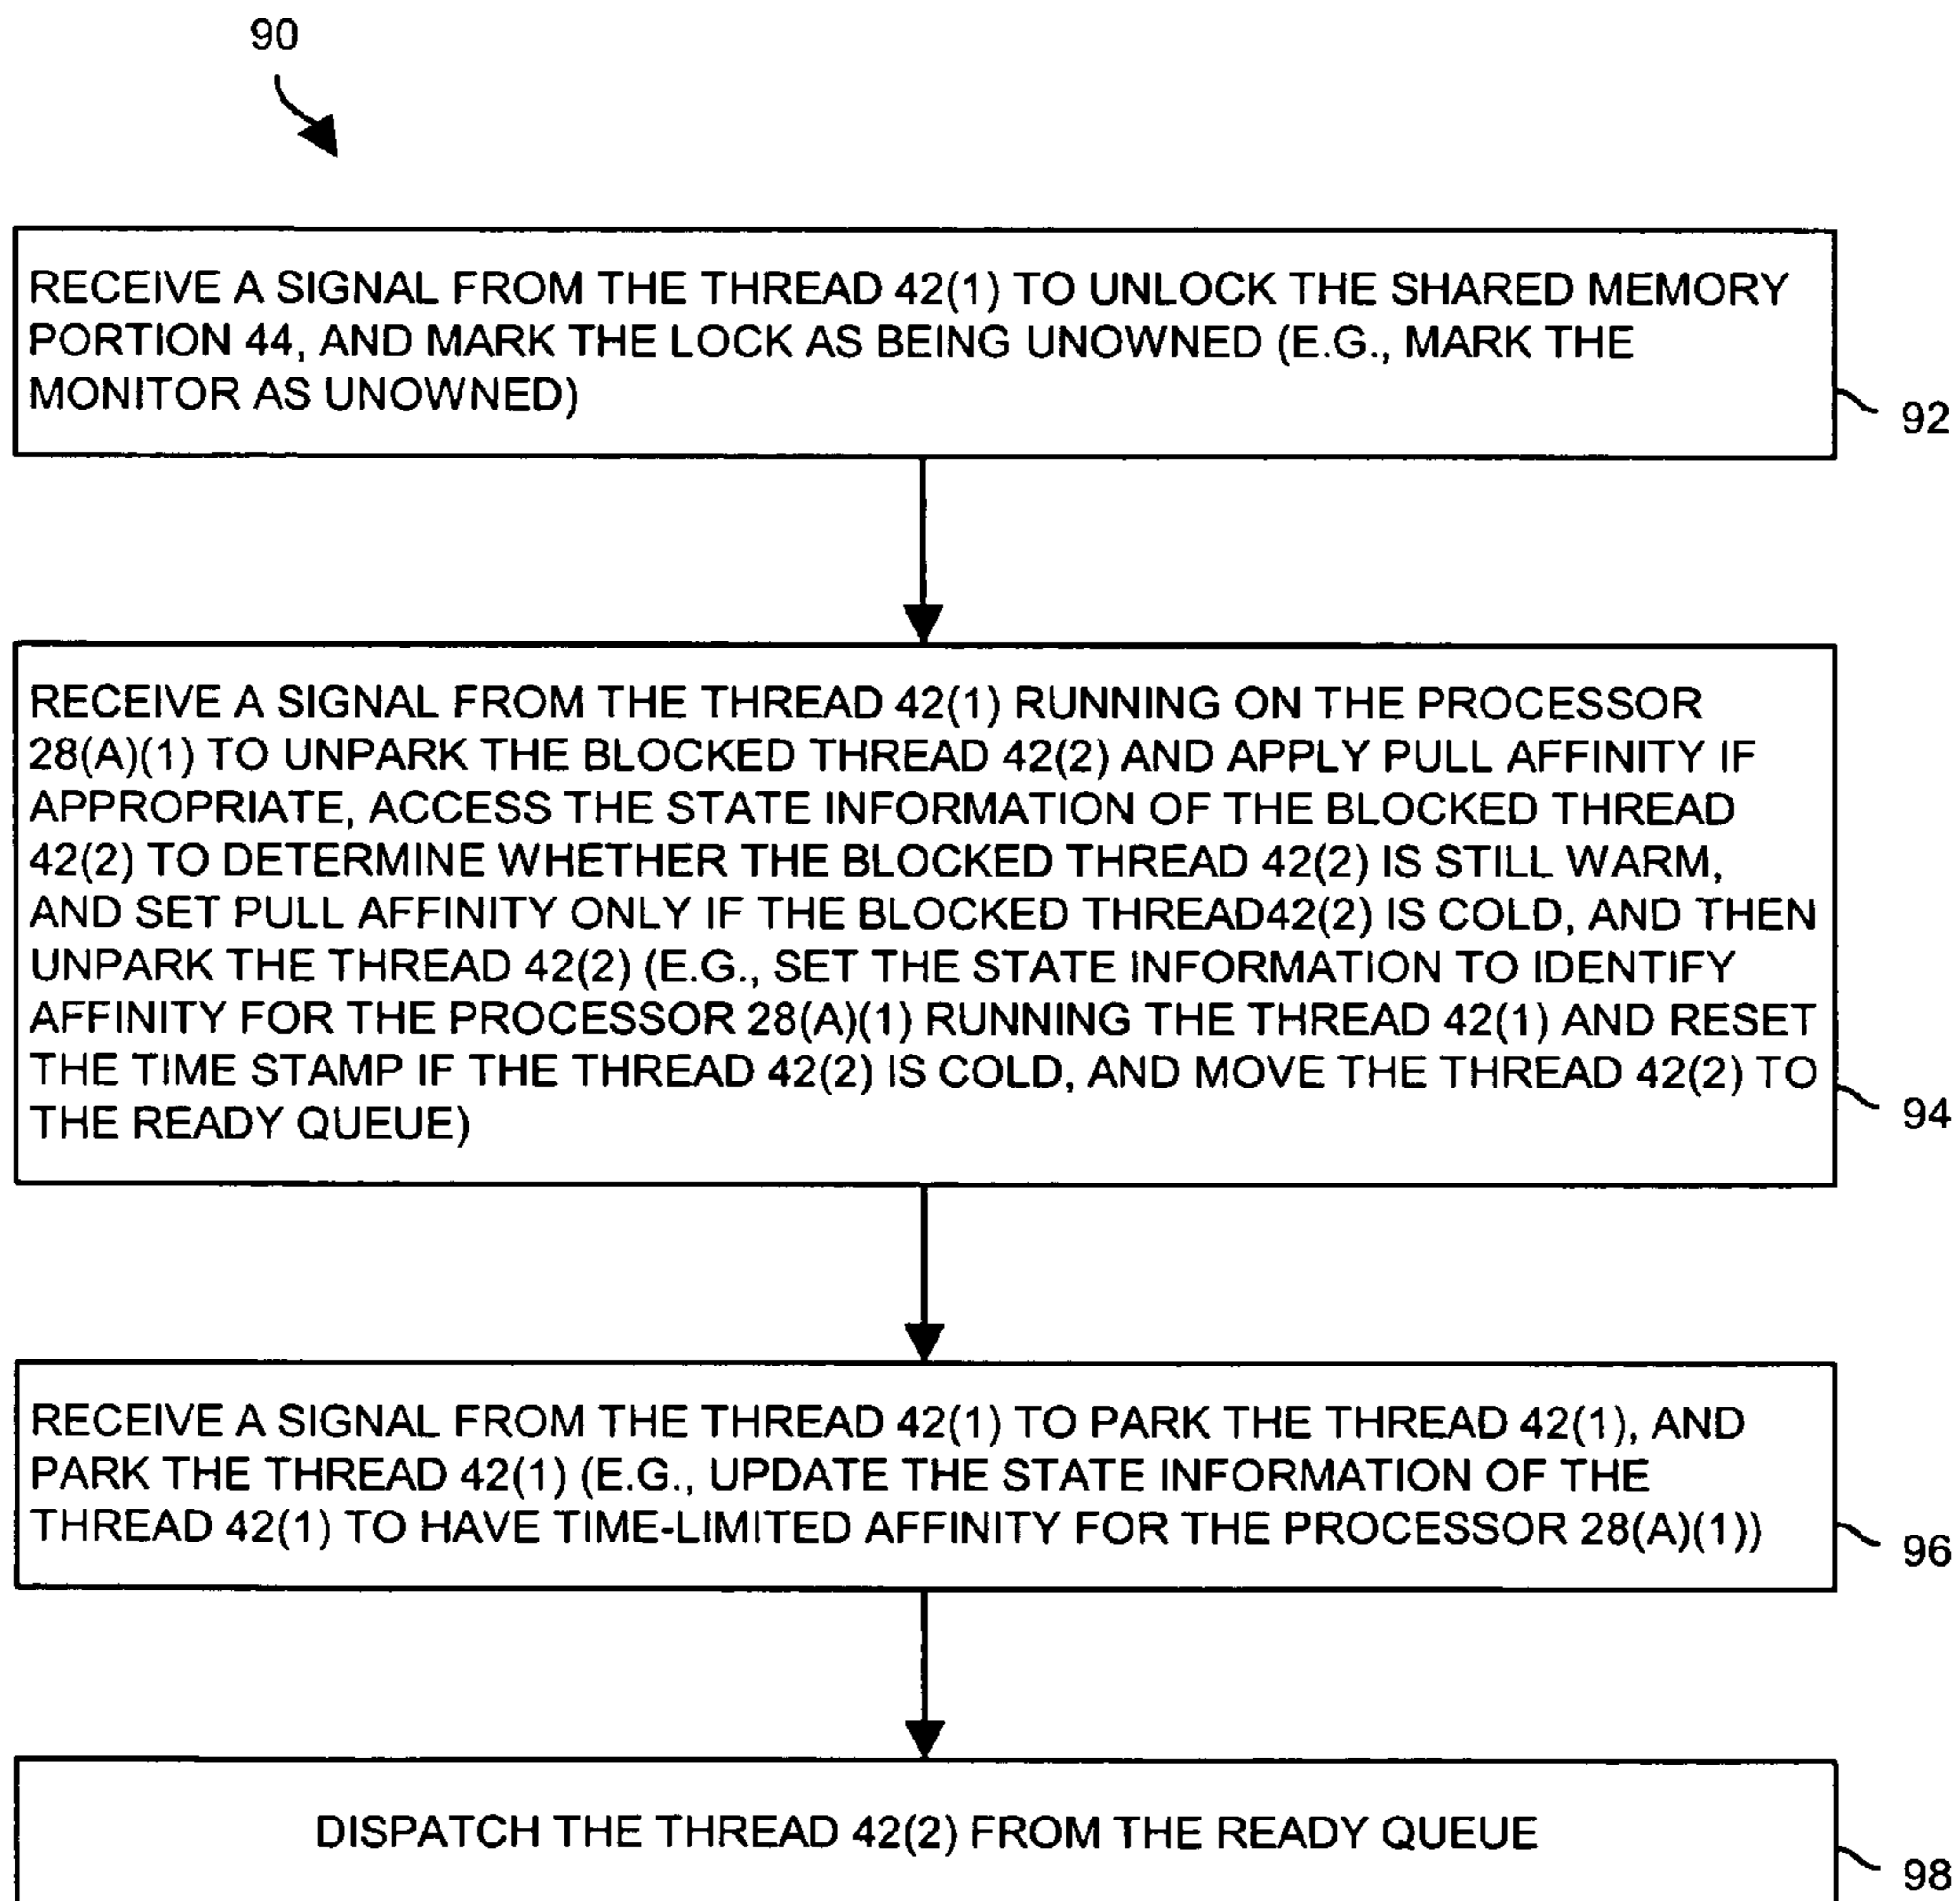 90
RECEIVE A SIGNAL FROM THE THREAD 42(1) TO UNLOCK THE SHARED MEMORY
PORTION 44, AND MARK THE LOCK AS BEING UNOWNED (E.G., MARK THE
MONITOR AS UNOWNED)
92
RECEIVE A SIGNAL FROM THE THREAD 42(1) RUNNING ON THE PROCESSOR
28(A)(1) TO UNPARK THE BLOCKED THREAD 42(2) AND APPLY PULL AFFINITY IF
APPROPRIATE, ACCESS THE STATE INFORMATION OF THE BLOCKED THREAD
42(2) TO DETERMINE WHETHER THE BLOCKED THREAD 42(2) IS STILL WARM,
AND SET PULL AFFINITY ONLY IF THE BLOCKED THREAD42(2) IS COLD, AND THEN
UNPARK THE THREAD 42(2) (E.G., SET THE STATE INFORMATION TO IDENTIFY
AFFINITY FOR THE PROCESSOR 28(A)(1) RUNNING THE THREAD 42(1) AND RESET
THE TIME STAMP IF THE THREAD 42(2) IS COLD, AND MOVE THE THREAD 42(2) TO
THE READY QUEUE)
94
RECEIVE A SIGNAL FROM THE THREAD 42(1) TO PARK THE THREAD 42(1), AND
PARK THE THREAD 42(1) (E.G., UPDATE THE STATE INFORMATION OF THE
THREAD 42(1) TO HAVE TIME-LIMITED AFFINITY FOR THE PROCESSOR 28(A)(1))
96
DISPATCH THE THREAD 42(2) FROM THE READY QUEUE
98